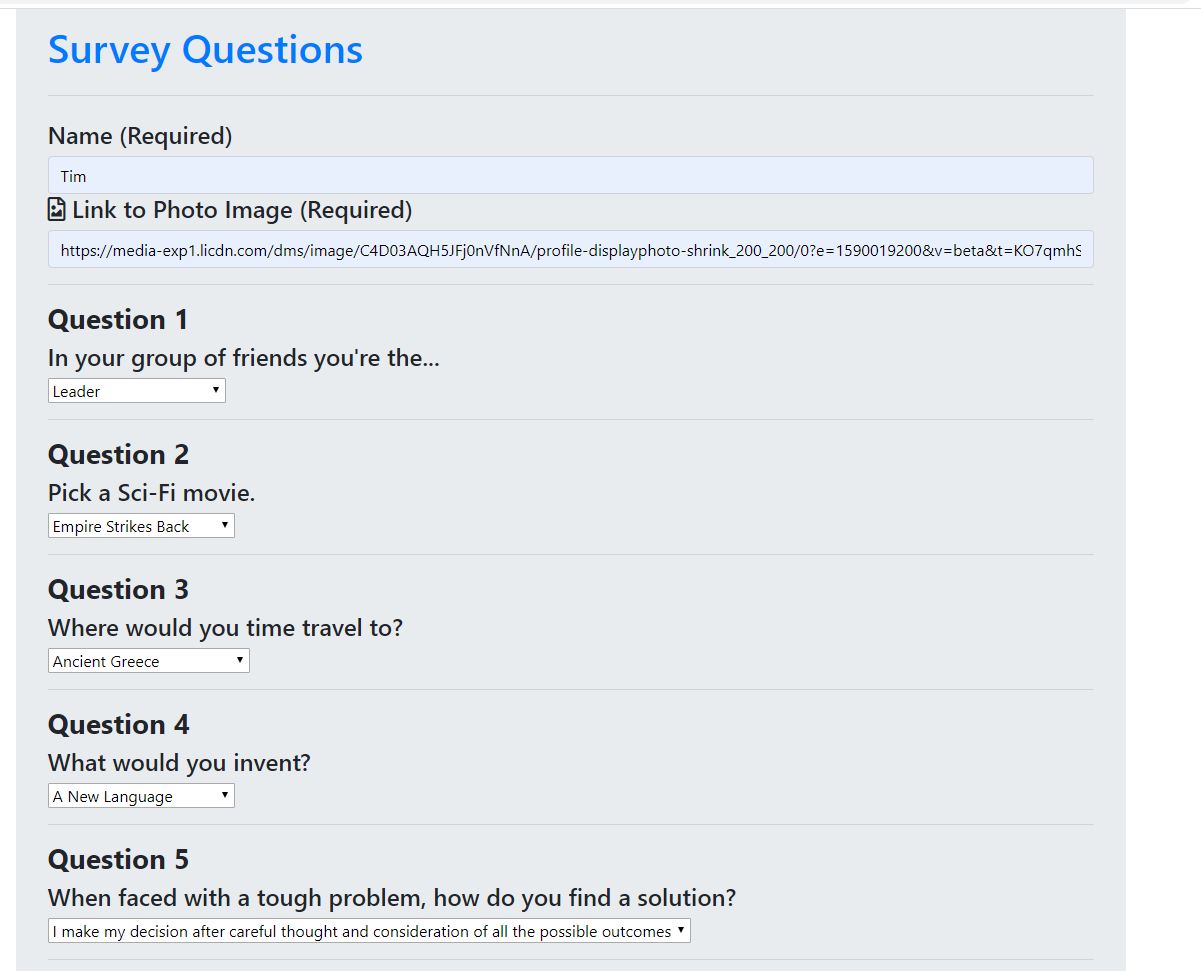 Survey Questions
Name (Required)
Tim
Link to Photo Image (Required)
https://media-exp1.licdn.com/dms/image/C4D03AQH5JFj0nVfNnA/profile-displayphoto-shrink_200_200/0?e=1590019200&v=beta&t=KO7qmhS
Question 1
In your group of friends you're the...
Leader
Question 2
Pick a Sci-Fi movie.
Empire Strikes Back
Question 3
Where would you time travel to?
Ancient Greece
Question 4
What would you invent?
A New Language
Question 5
When faced with a tough problem, how do you find a solution?
I make my decision after careful thought and consideration of all the possible outcomes